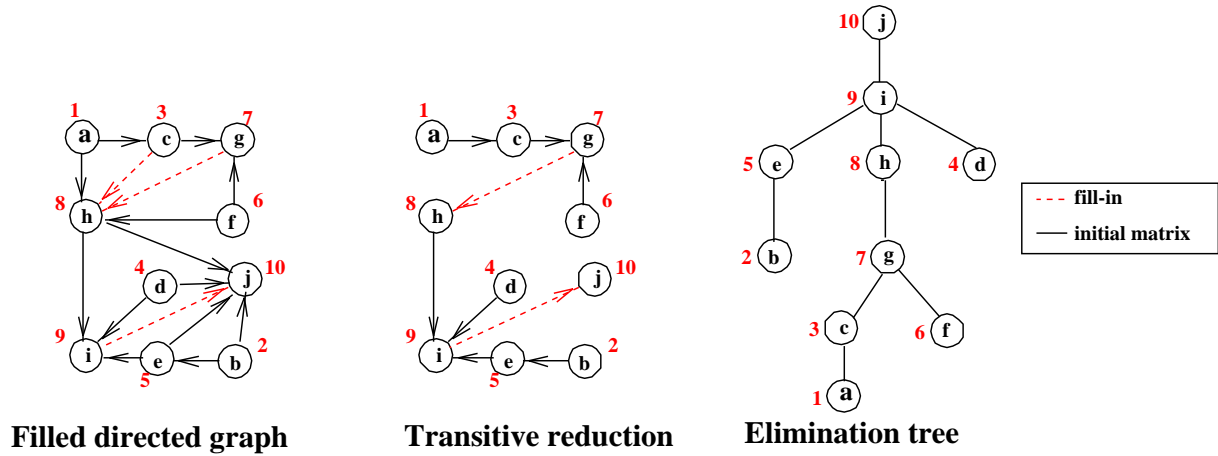 1
3
7
a
c
g
8
6
h
f
4
10
d
j
9
2
i
e
b
5
Filled directed graph
1
3
7
a
c
g
8
6
h
f
4
10
d
j
9
2
i
e
b
5
Transitive reduction
10
j
9
i
5
e
8
h
4
d
2
b
7
g
3
c
6
f
1
a
Elimination tree
fill-in
initial matrix